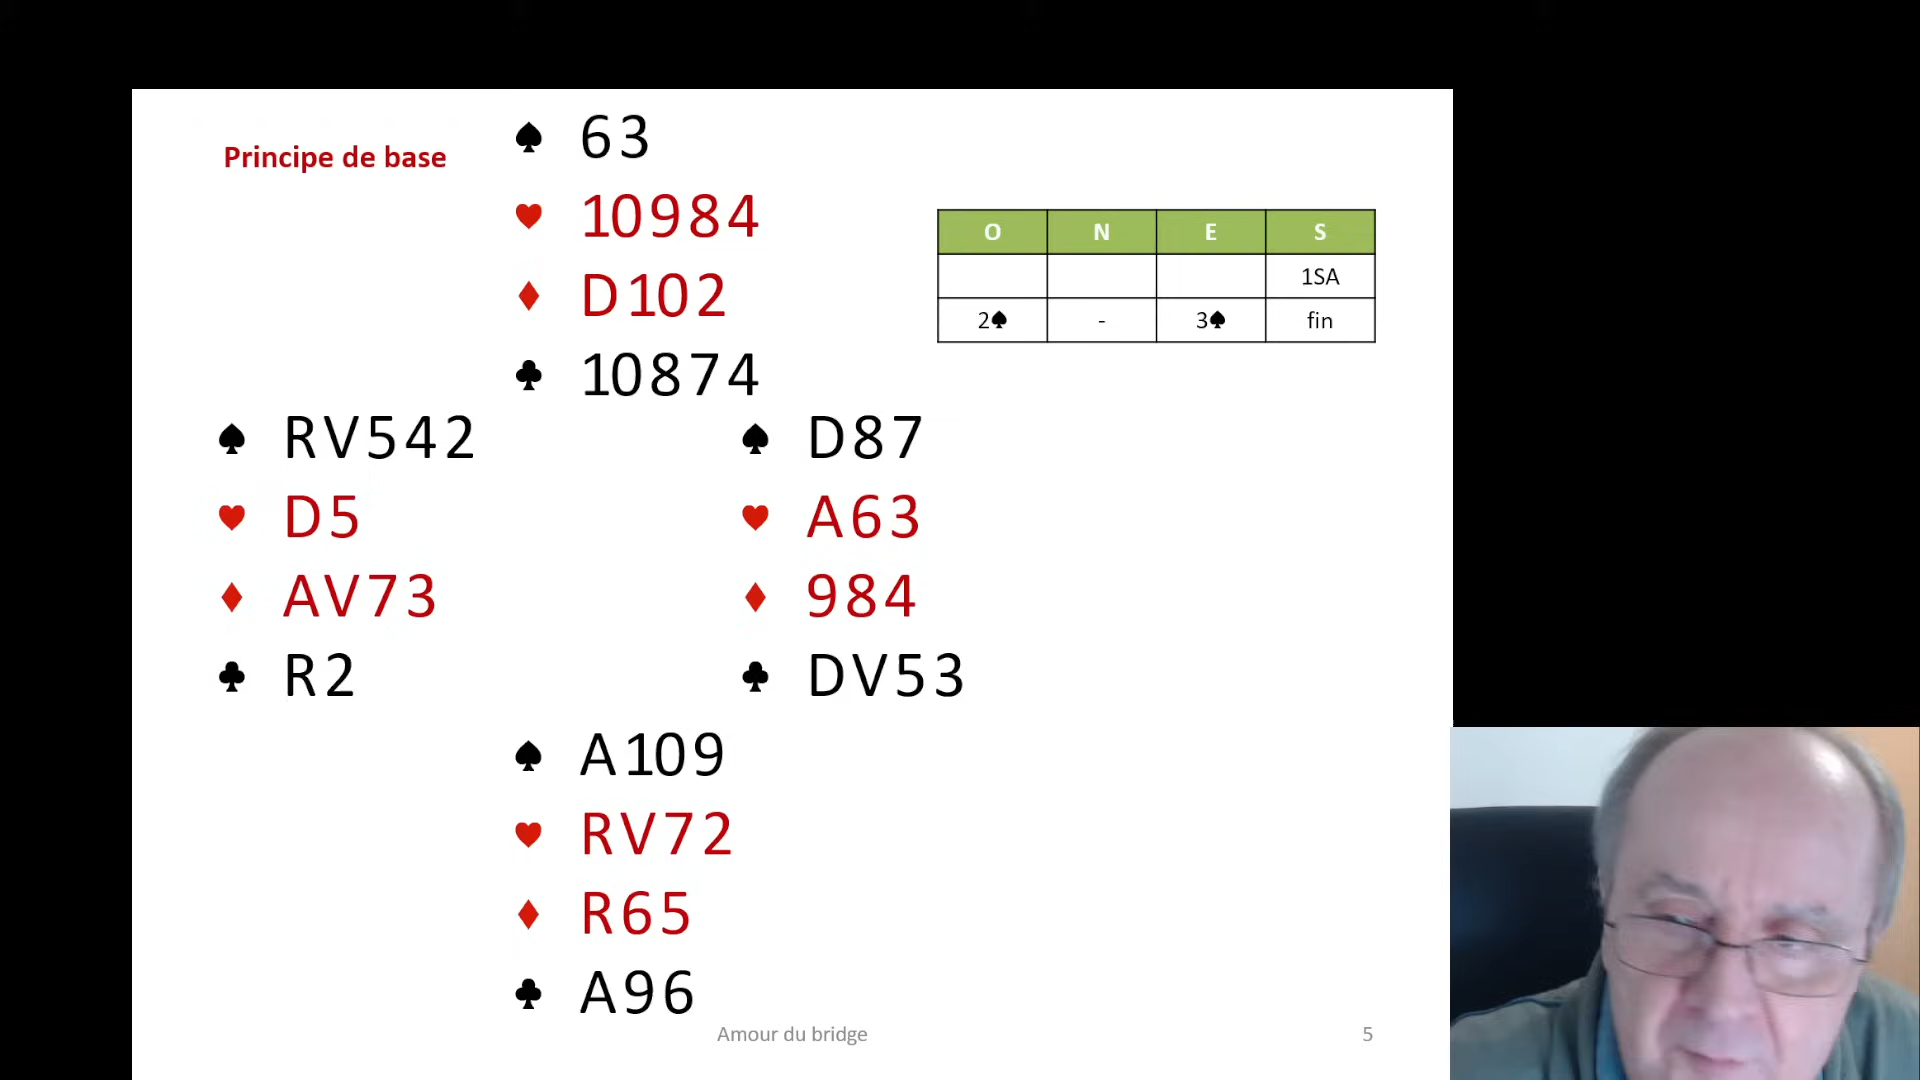 Principe de base
♠ 63
♥ 10984
♦ D102
♣ 10874
O N E S
1SA
2♠ - 3♠ fin
♠ RV542
♥ D5
♦ AV73
♣ R2
♠ D87
♥ A63
♦ 984
♣ DV53
♠ A109
♥ RV72
♦ R65
♣ A96
Amour du bridge
5